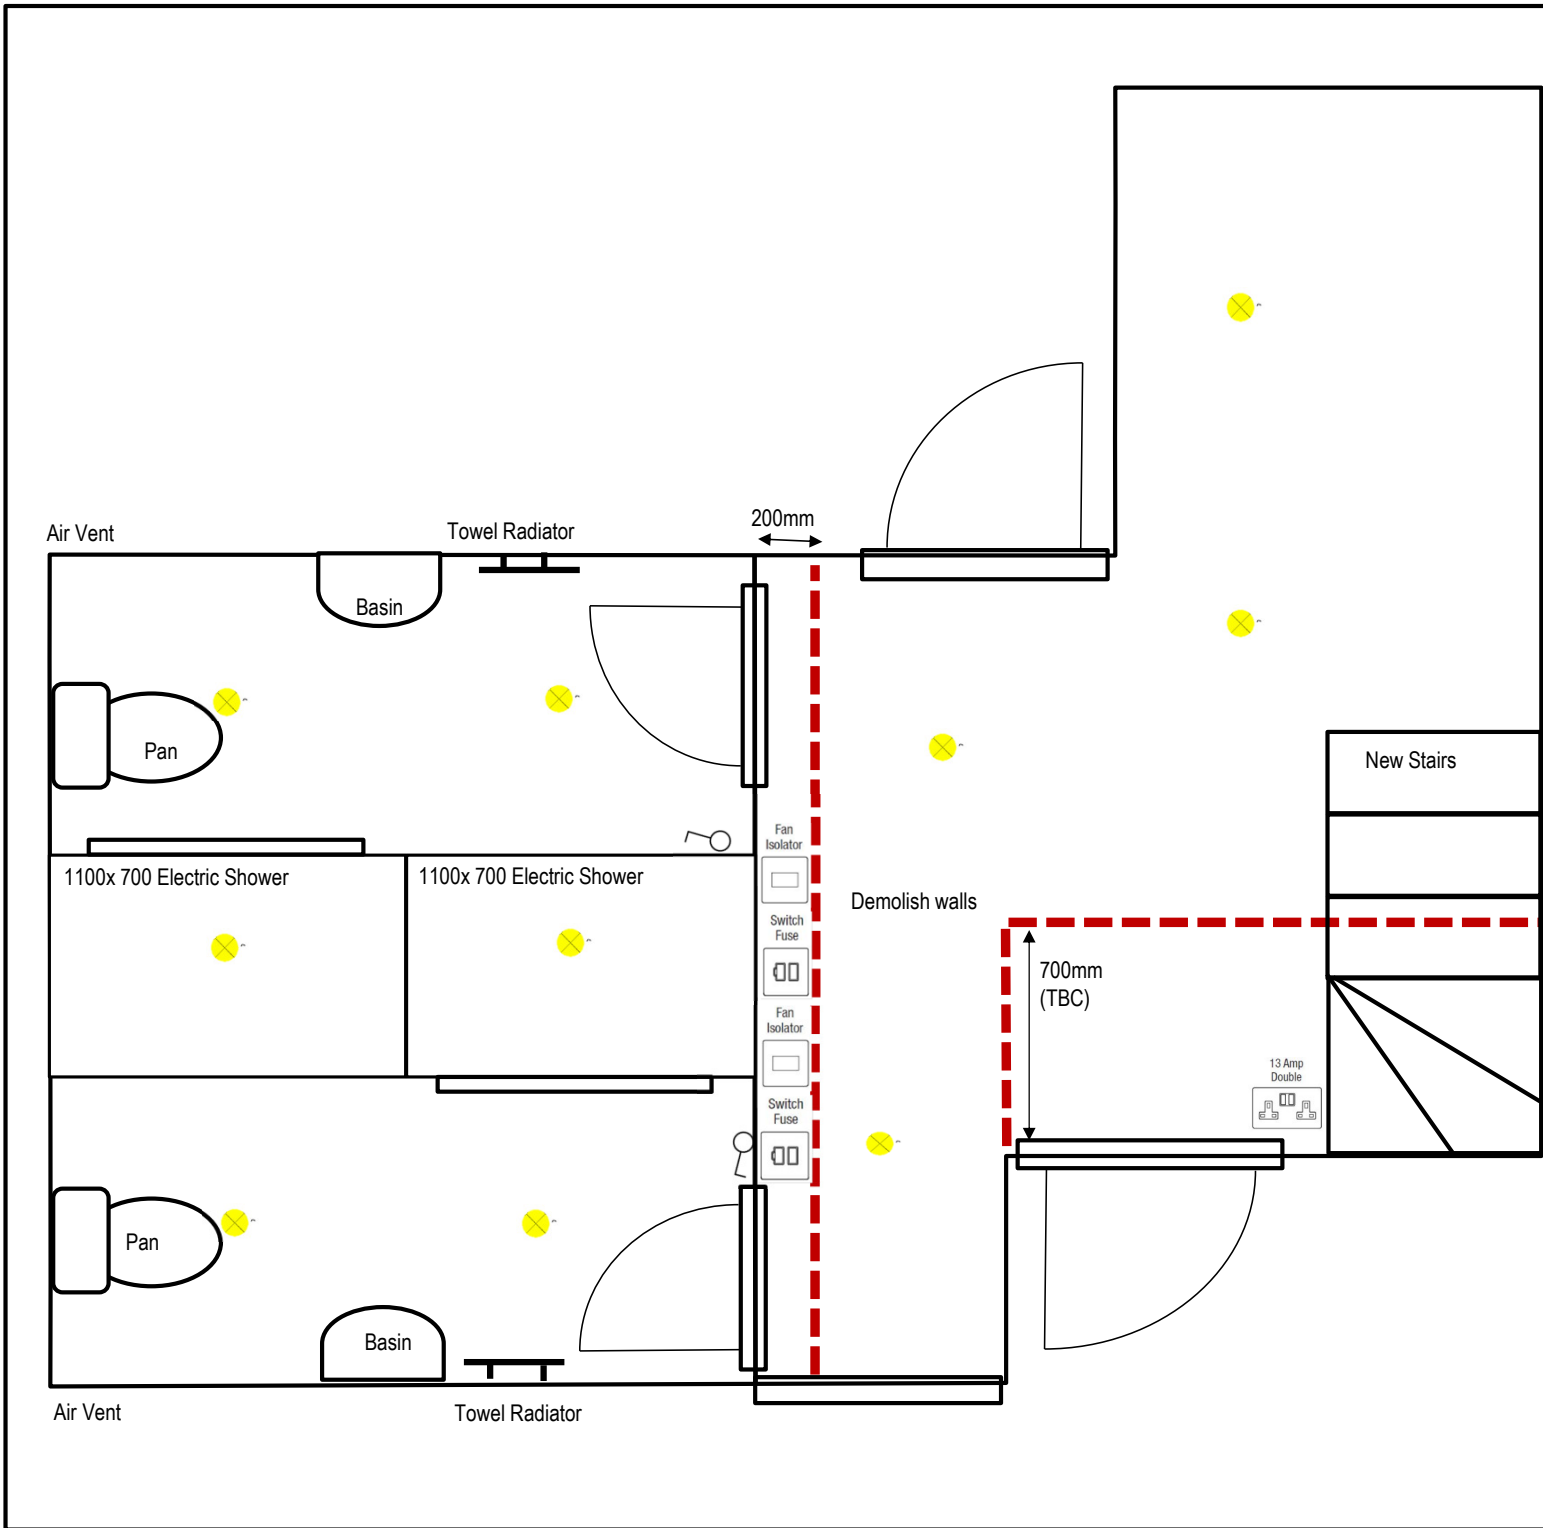 200mm
Air Vent
Towel Radiator
Basin
Pan
New Stairs
Fan
Isolator
1100x 700 Electric Shower
1100x 700 Electric Shower
Demolish walls
Switch
Fuse
700mm
(TBC)
Fan
Isolator
13 Amp
Double
Switch
Fuse
Pan
Basin
Air Vent
Towel Radiator